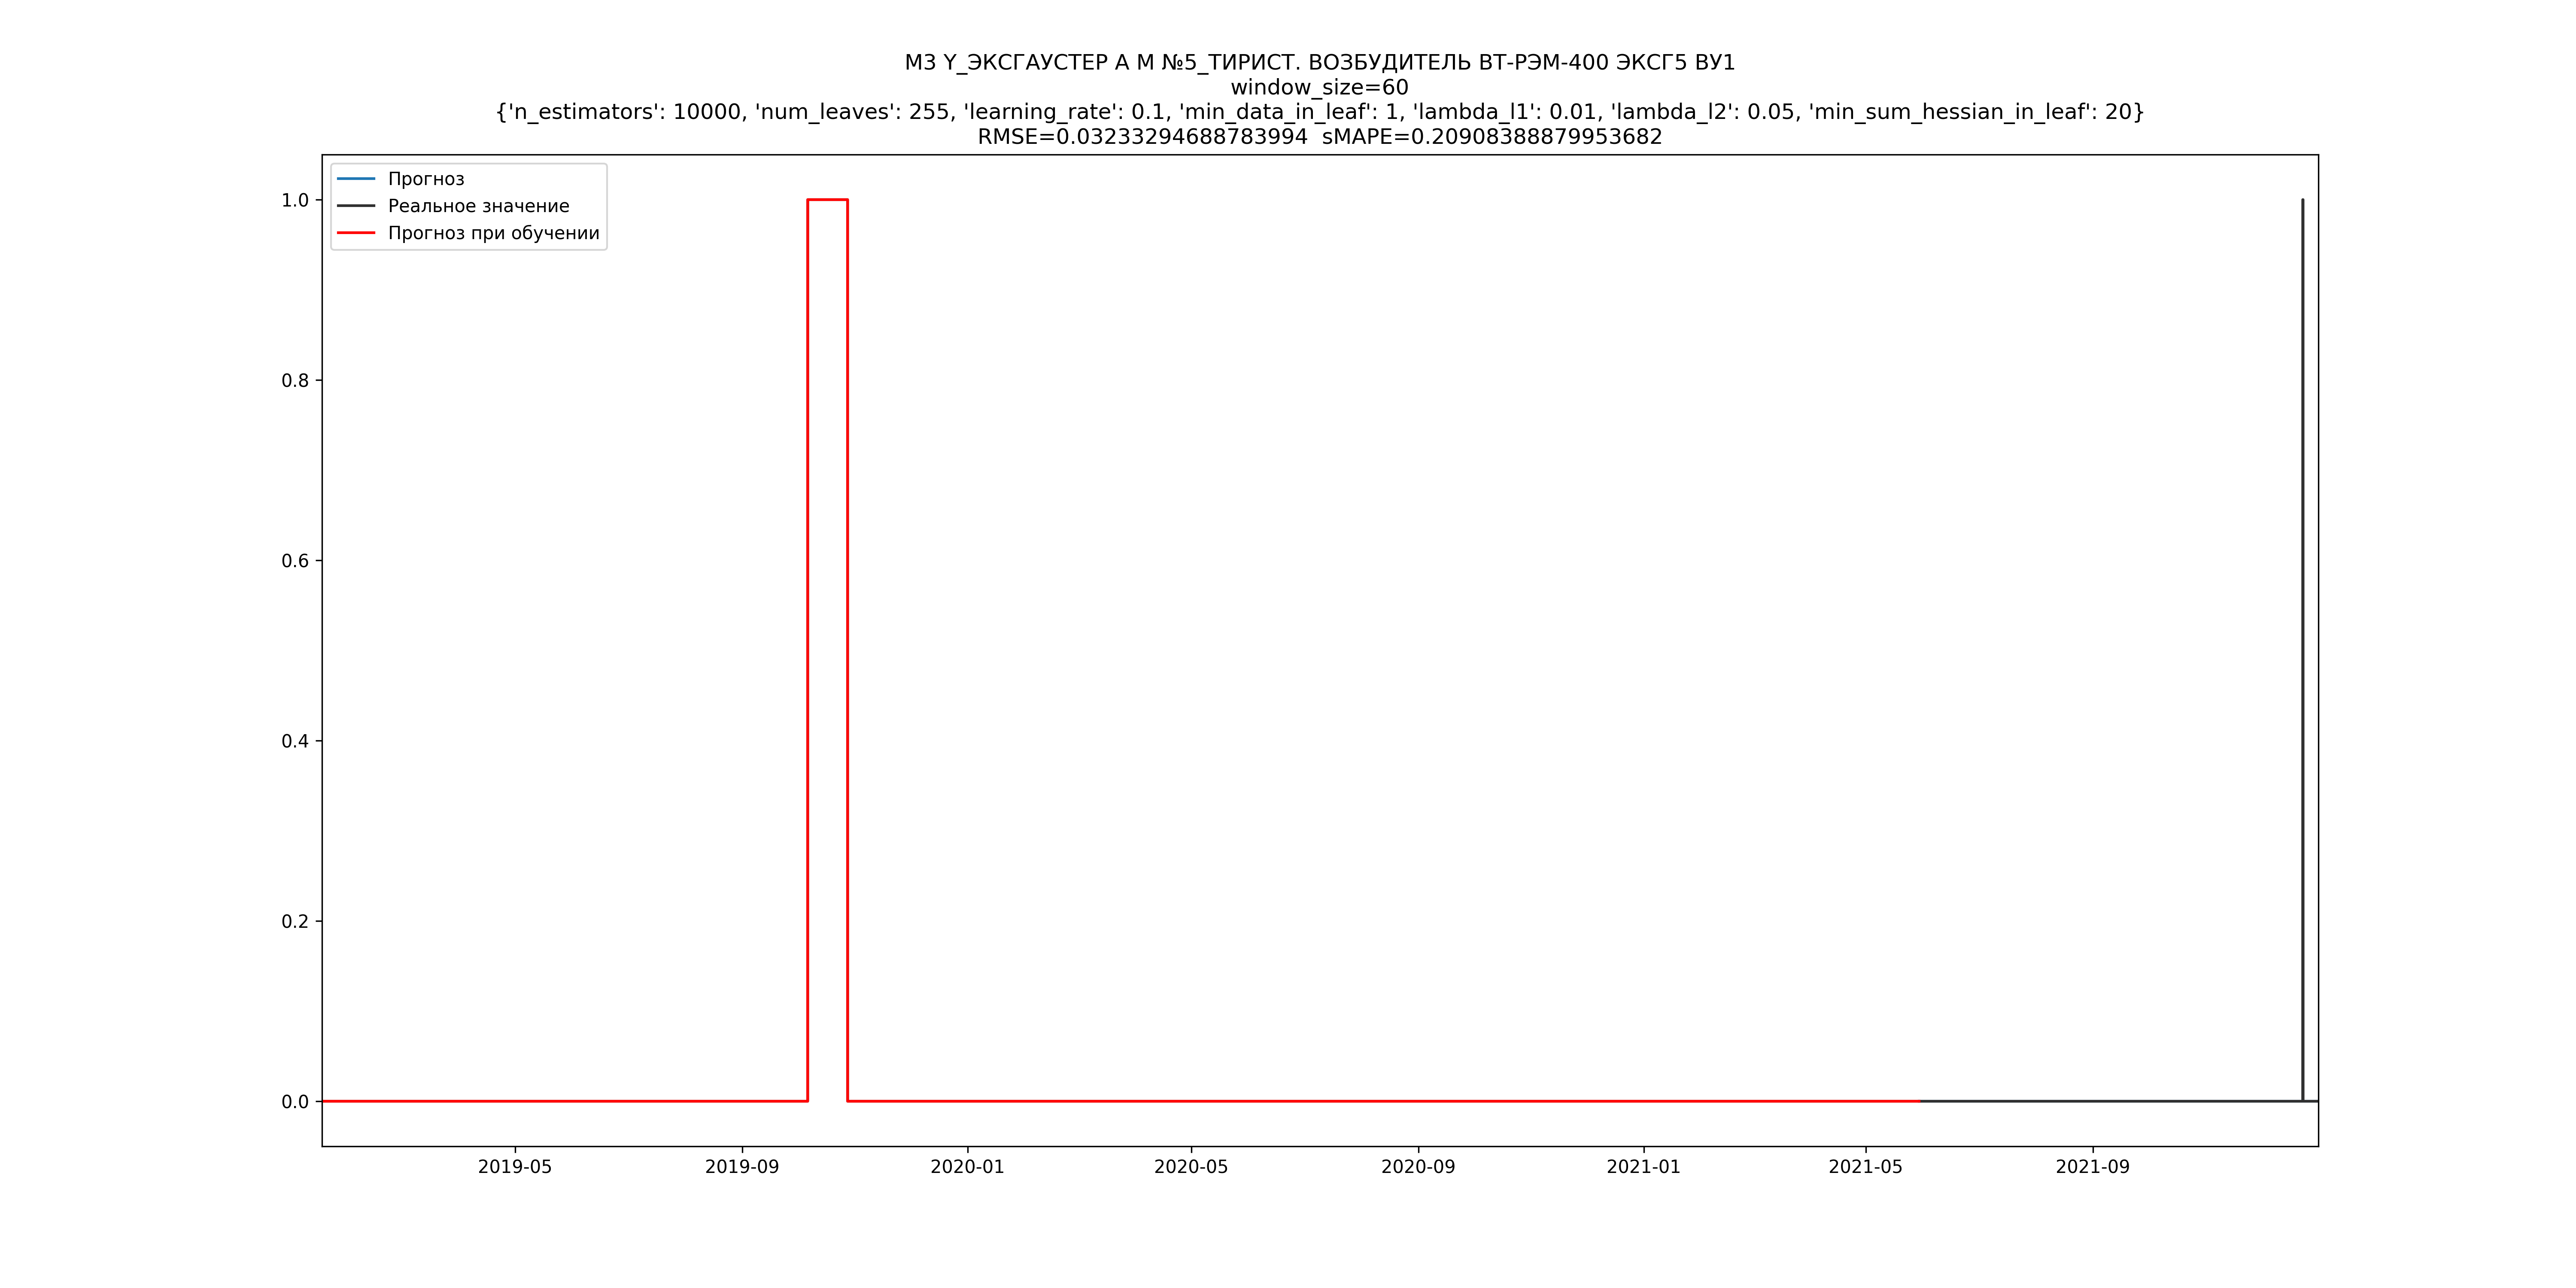 М3 Y_ЭКСГАУСТЕР А М №5_ТИРИСТ. ВОЗБУДИТЕЛЬ ВТ-РЭМ-400 ЭКСГ5 ВУ1
window_size=60
{'n_estimators': 10000, 'num_leaves': 255, 'learning_rate': 0.1, 'min_data_in_leaf': 1, 'lambda_l1': 0.01, 'lambda_l2': 0.05, 'min_sum_hessian_in_leaf': 20}
RMSE=0.03233294688783994 sMAPE=0.20908388879953682
Прогноз
Реальное значение
Прогноз при обучении
1.0
0.8
0.6
0.4
0.2
0.0
2019-05 2019-09 2020-01 2020-05 2020-09 2021-01 2021-05 2021-09